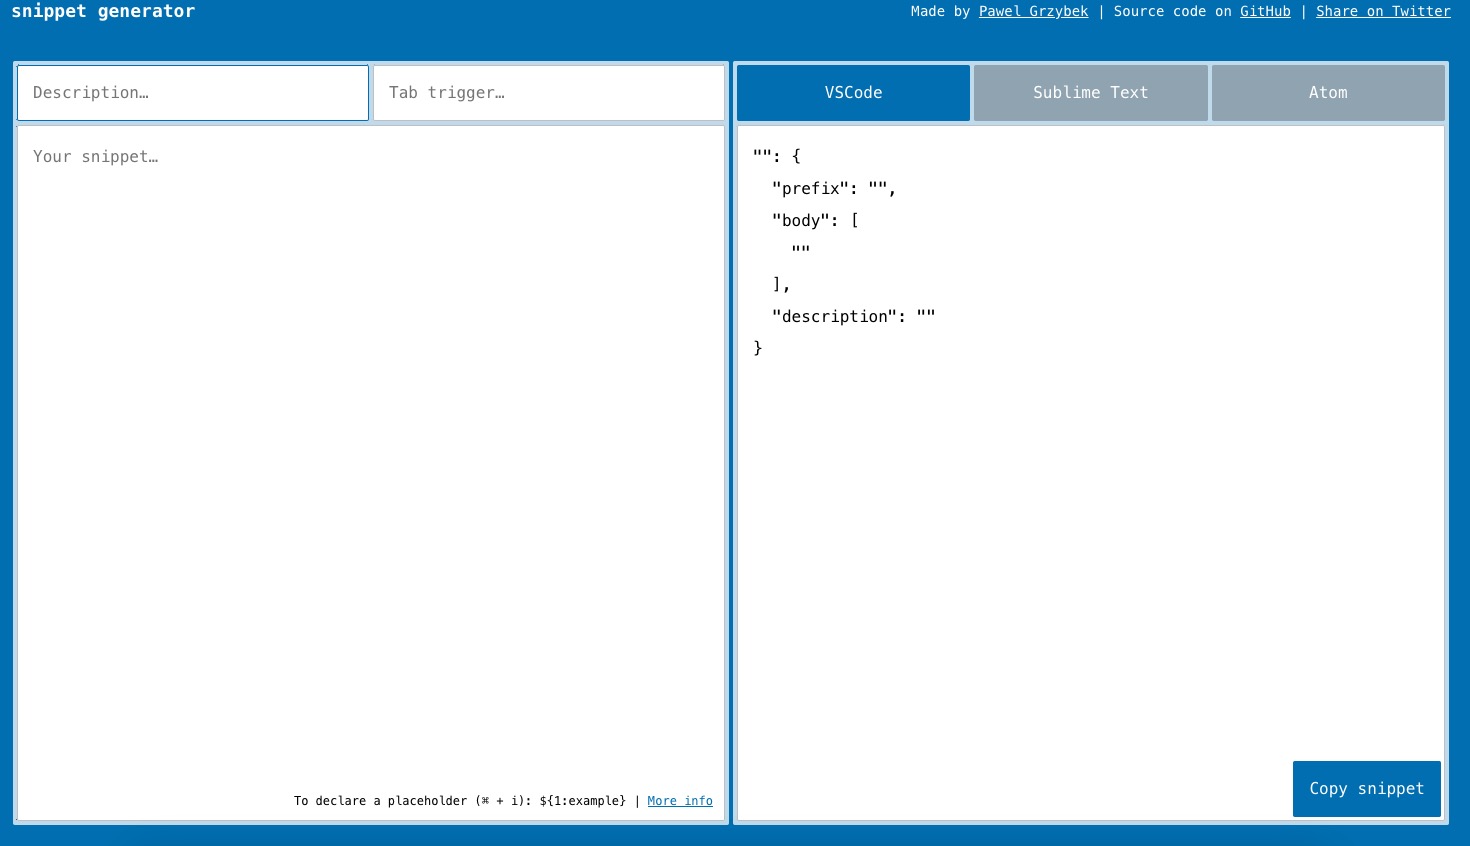 snippet generator
Made by Pawel Grzybek | Source code on GitHub | Share on Twitter
Description…
Tab trigger…
VSCode
Sublime Text
Atom
Your snippet…
"": {
  "prefix": "",
  "body": [
    ""
  ],
  "description": ""
}
To declare a placeholder (⌘ + i): ${1:example} | More info
Copy snippet